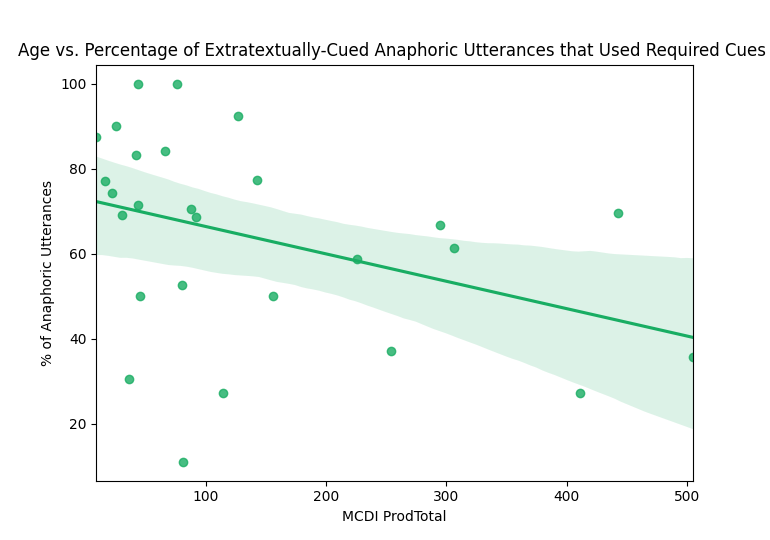 Age vs. Percentage of Extratextually-Cued Anaphoric Utterances that Used Required Cues
% of Anaphoric Utterances
100
80
60
40
20
100 200 300 400 500
MCDI ProdTotal